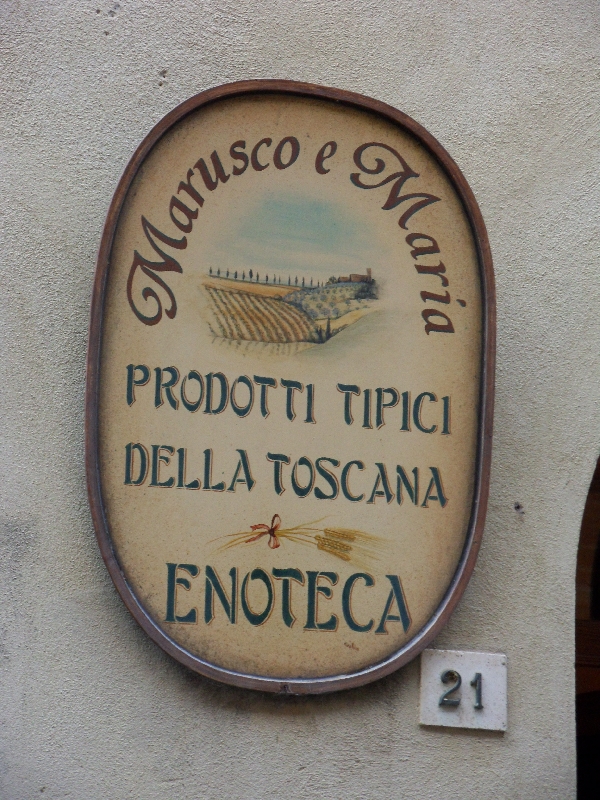 Marusco e Maria
PRODOTTI TIPICI
DELLA TOSCANA
ENOTECA
21